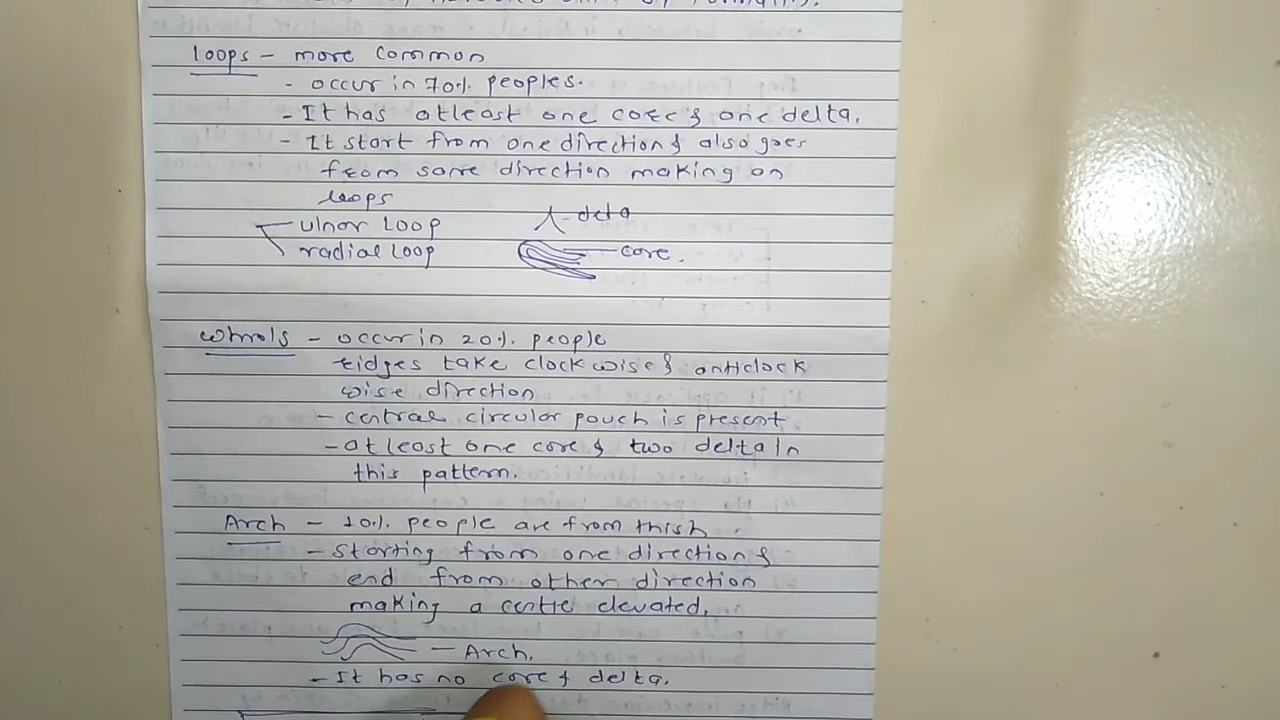 loops - more common
- occur in 70% peoples.
- It has atleast one core & one delta.
- It start from one direction & also goes
from same direction making an
loops
ulnar loop
radial loop
delta
core.
whrols - occur in 20% people
ridges take clockwise & anticlock
wise direction
- central circular pouch is present
- at least one core & two delta in
this pattern.
Arch - 10% people are from thish
- starting from one direction &
end from other direction
making a centre elevated.
- Arch.
- It has no core & delta.